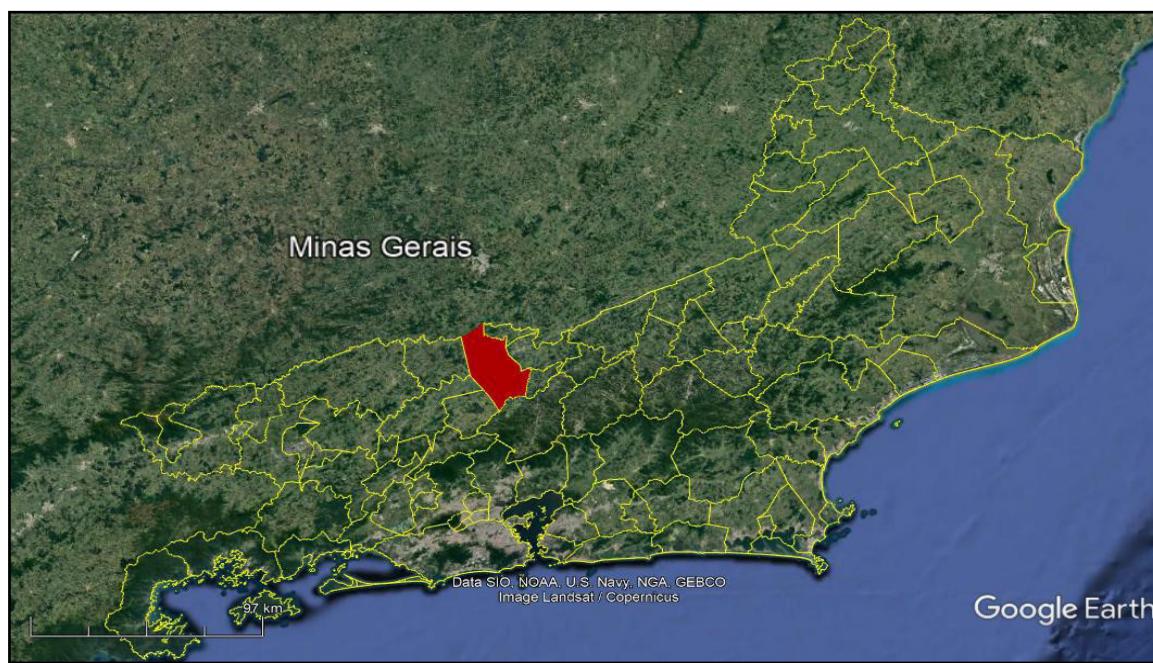 Minas Gerais
Data SIO, NOAA, U.S. Navy, NGA, GEBCO
Image Landsat / Copernicus
97 km
Google Earth